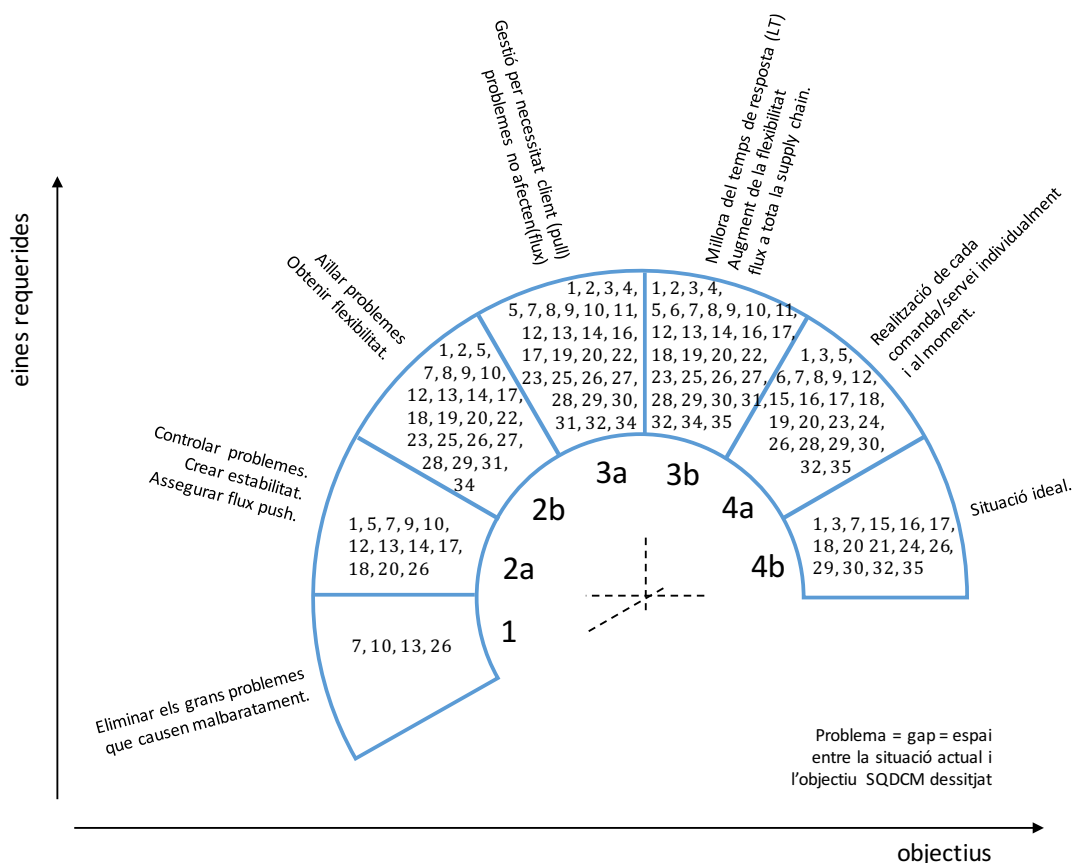 Gestió per necessitat client (pull)
problemes no afecten(flux)
Millora del temps de resposta (LT)
Augment de la flexibilitat
flux a tota la supply chain.
Aïllar problemes
Obtenir flexibilitat.
Realització de cada
comanda/servei individualment
i al moment.
eines requerides
1, 2, 3, 4,
5, 7, 8, 9, 10, 11,
12, 13, 14, 16,
17, 19, 20, 22,
23, 25, 26, 27,
28, 29, 30,
31, 32, 34
1, 2, 3, 4,
5, 6, 7, 8, 9, 10, 11,
12, 13, 14, 16, 17,
18, 19, 20, 22,
23, 25, 26, 27,
28, 29, 30, 31,
32, 34, 35
1, 2, 5,
7, 8, 9, 10,
12, 13, 14, 17,
18, 19, 20, 22,
23, 25, 26, 27,
28, 29, 31,
34
1, 3, 5,
6, 7, 8, 9, 12,
15, 16, 17, 18,
19, 20, 23, 24,
26, 28, 29, 30,
32, 35
Controlar problemes.
Crear estabilitat.
Assegurar flux push.
Situació ideal.
3a
3b
2b
4a
1, 5, 7, 9, 10,
12, 13, 14, 17,
18, 20, 26
2a
4b
1, 3, 7, 15, 16, 17,
18, 20 21, 24, 26,
29, 30, 32, 35
7, 10, 13, 26
1
Eliminar els grans problemes
que causen malbaratament.
Problema = gap = espai
entre la situació actual i
l'objectiu SQDCM dessitjat
objectius